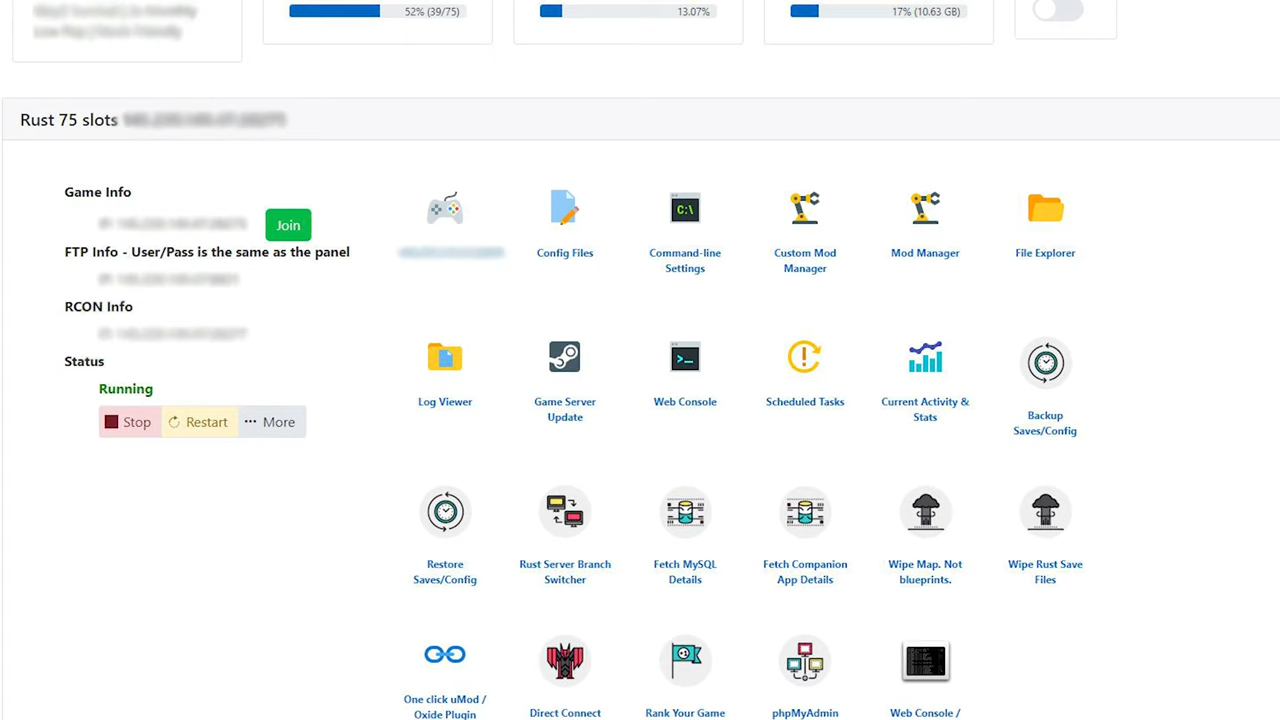 52% (39/75)
13.07%
17% (10.63 GB)
Rust 75 slots
Game Info
Join
FTP Info - User/Pass is the same as the panel
RCON Info
Status
Running
Stop
Restart
More
Config Files
C:\
Command-line
Settings
Custom Mod
Manager
Mod Manager
File Explorer
Log Viewer
Game Server
Update
Web Console
Scheduled Tasks
Current Activity &
Stats
Backup
Saves/Config
Restore
Saves/Config
Rust Server Branch
Switcher
Fetch MySQL
Details
Fetch Companion
App Details
Wipe Map. Not
blueprints.
Wipe Rust Save
Files
One click uMod /
Oxide Plugin
Direct Connect
Rank Your Game
phpMyAdmin
Web Console /